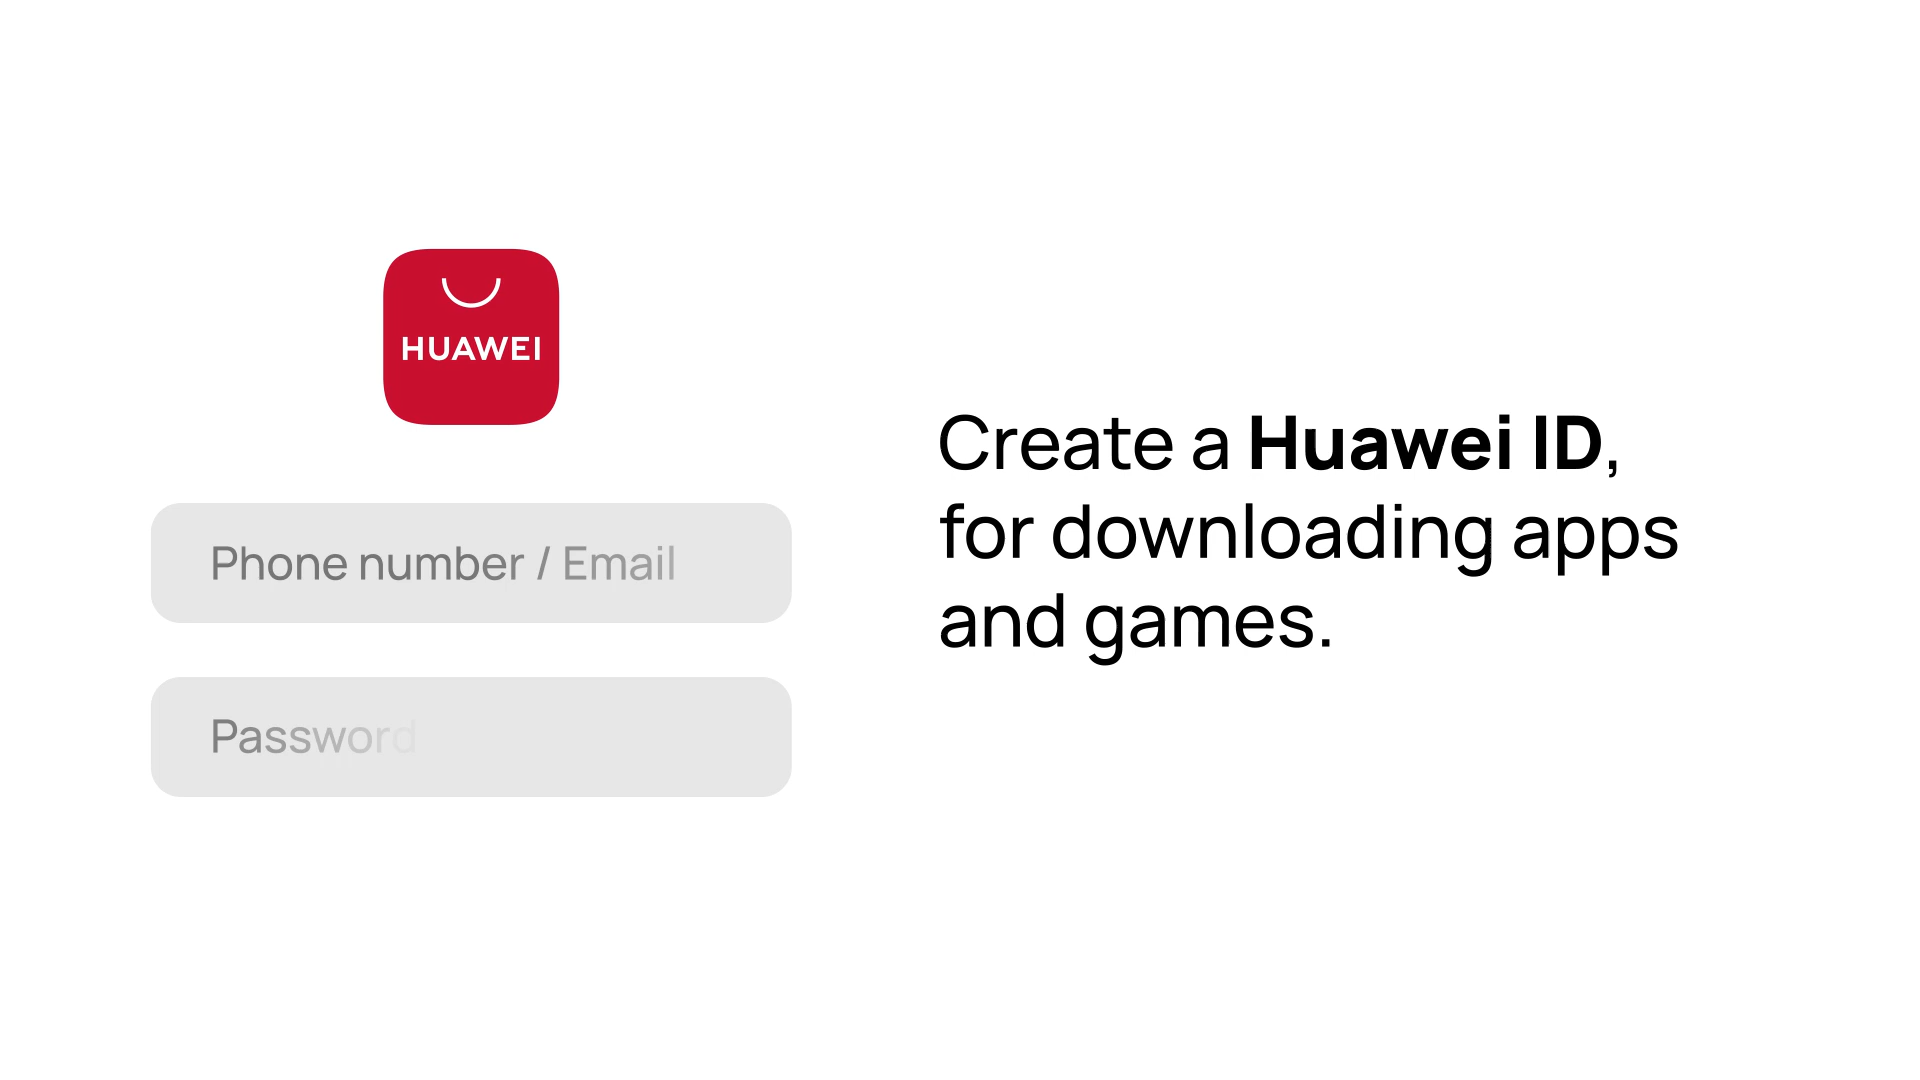 HUAWEI
Phone number / Email
Password
Create a Huawei ID,
for downloading apps
and games.